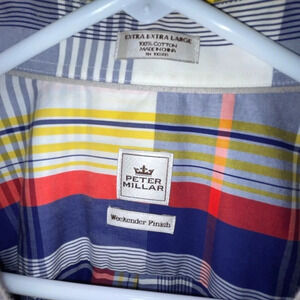 EXTRA EXTRA LARGE
100% COTTON
MADE IN CHINA
PETER
MILLAR
Weekender Finish